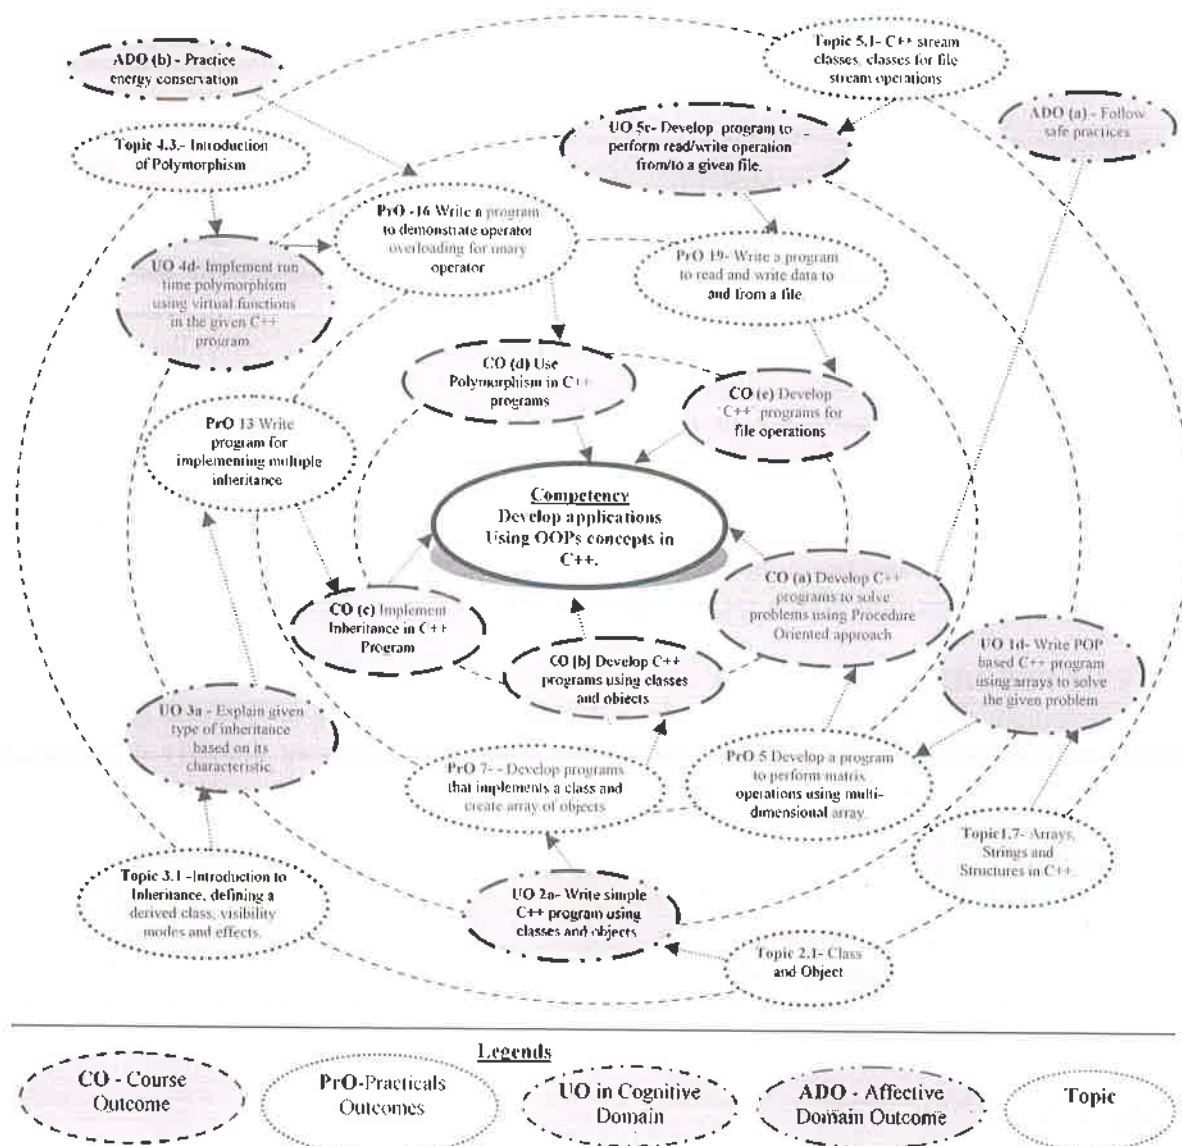 ADO (b) - Practice
energy conservation
Topic 5.1- C++ stream
classes, classes for file
stream operations
ADO (a) - Follow
safe practices
Topic 4.3.- Introduction
of Polymorphism
UO 5c- Develop program to
perform read/write operation
from/to a given file.
PrO -16 Write a program
to demonstrate operator
overloading for unary
operator
PrO 19- Write a program
to read and write data to
and from a file
UO 4d- Implement run
time polymorphism
using virtual functions
in the given C++
program
CO (d) Use
Polymorphism in C++
programs
CO (e) Develop
'C++' programs for
file operations
PrO 13 Write
program for
implementing multiple
inheritance
Competency
Develop applications
Using OOPs concepts in
C++.
CO (c) Implement
Inheritance in C++
Program
CO (a) Develop C++
programs to solve
problems using Procedure
Oriented approach
CO (b) Develop C++
programs using classes
and objects
UO 1d- Write POP
based C++ program
using arrays to solve
the given problem
UO 3a - Explain given
type of inheritance
based on its
characteristic.
PrO 7- - Develop programs
that implements a class and
create array of objects
PrO 5 Develop a program
to perform matrix
operations using multi-
dimensional array.
Topic1.7- Arrays,
Strings and
Structures in C++.
Topic 3.1 -Introduction to
Inheritance, defining a
derived class, visibility
modes and effects.
UO 2a- Write simple
C++ program using
classes and objects
Topic 2.1- Class
and Object
Legends
CO - Course
Outcome
PrO-Practicals
Outcomes
UO in Cognitive
Domain
ADO - Affective
Domain Outcome
Topic